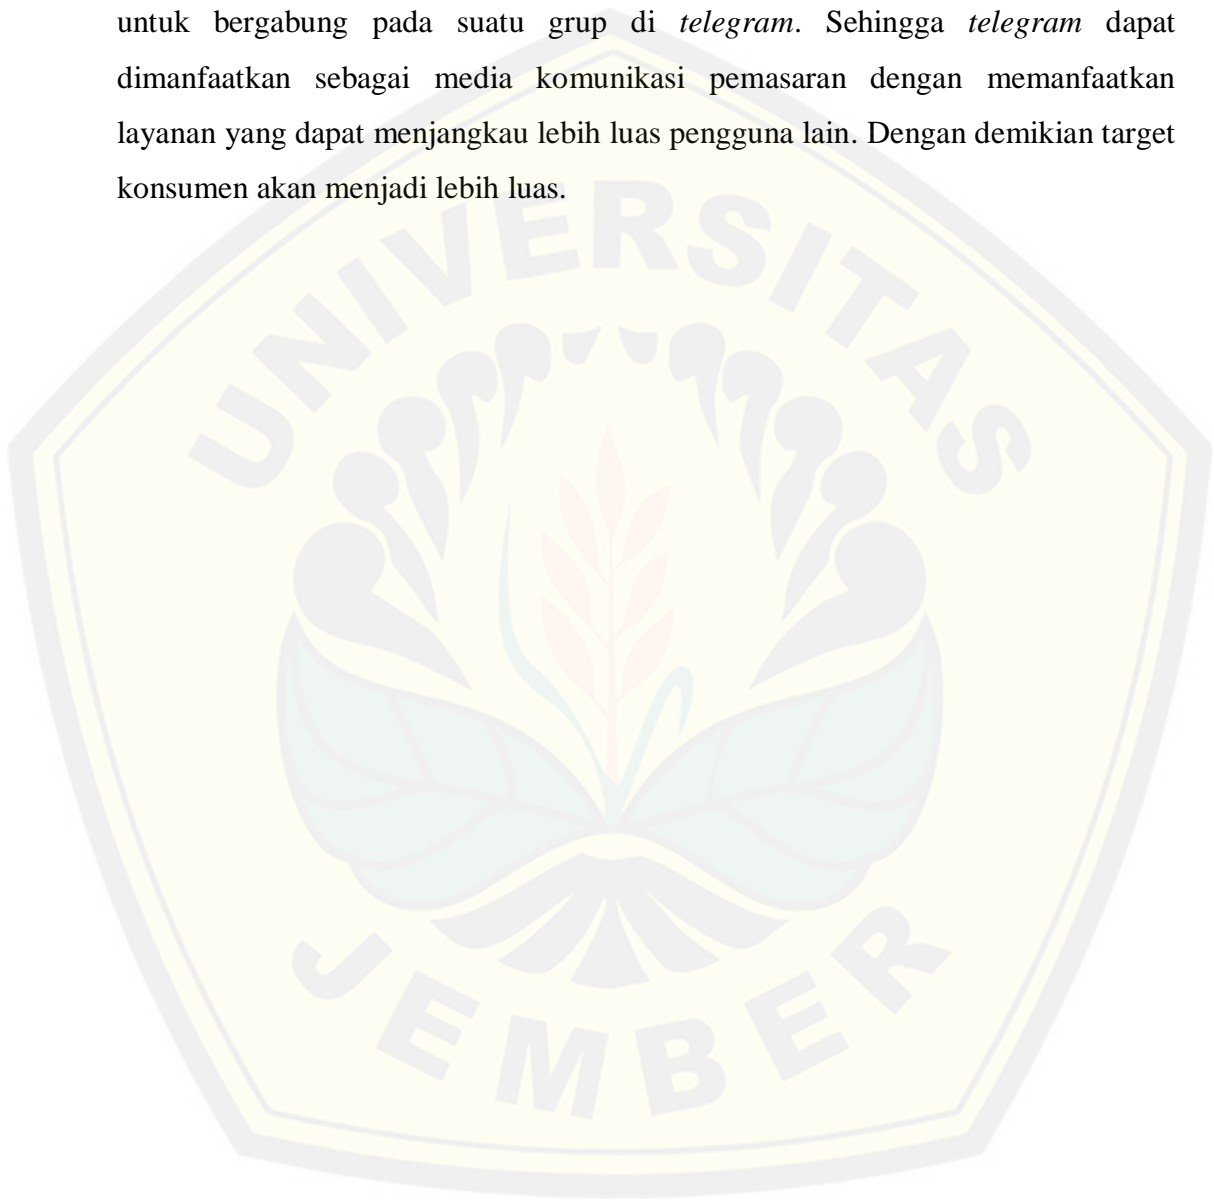 untuk bergabung pada suatu grup di telegram. Sehingga telegram dapat
dimanfaatkan sebagai media komunikasi pemasaran dengan memanfaatkan
layanan yang dapat menjangkau lebih luas pengguna lain. Dengan demikian target
konsumen akan menjadi lebih luas.
UNIVERSITAS
JEMBER